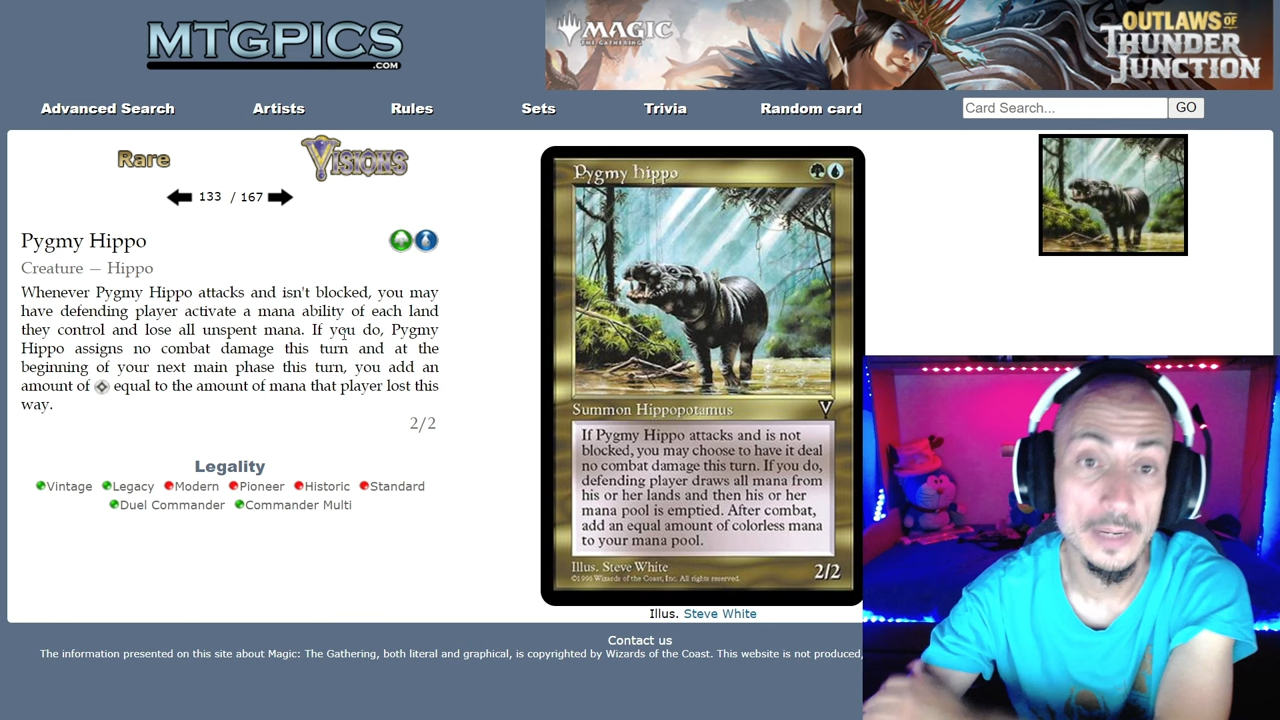 MTGPICS
.COM
MAGIC
THE GATHERING
OUTLAWS OF
THUNDER
JUNCTION
Advanced Search
Artists
Rules
Sets
Trivia
Random card
Card Search...
GO
Rare
VISIONS
133 / 167
Pygmy Hippo
Creature — Hippo
Whenever Pygmy Hippo attacks and isn't blocked, you may
have defending player activate a mana ability of each land
they control and lose all unspent mana. If you do, Pygmy
Hippo assigns no combat damage this turn and at the
beginning of your next main phase this turn, you add an
amount of equal to the amount of mana that player lost this
way.
2/2
Legality
Vintage Legacy Modern Pioneer Historic Standard
Duel Commander Commander Multi
Pygmy Hippo
Summon Hippopotamus
V
If Pygmy Hippo attacks and is not
blocked, you may choose to have it deal
no combat damage this turn. If you do,
defending player draws all mana from
his or her lands and then his or her
mana pool is emptied. After combat,
add an equal amount of colorless mana
to your mana pool.
Illus. Steve White
©1996 Wizards of the Coast, Inc. All rights reserved.
2/2
Illus. Steve White
Contact us
The information presented on this site about Magic: The Gathering, both literal and graphical, is copyrighted by Wizards of the Coast. This website is not produced,